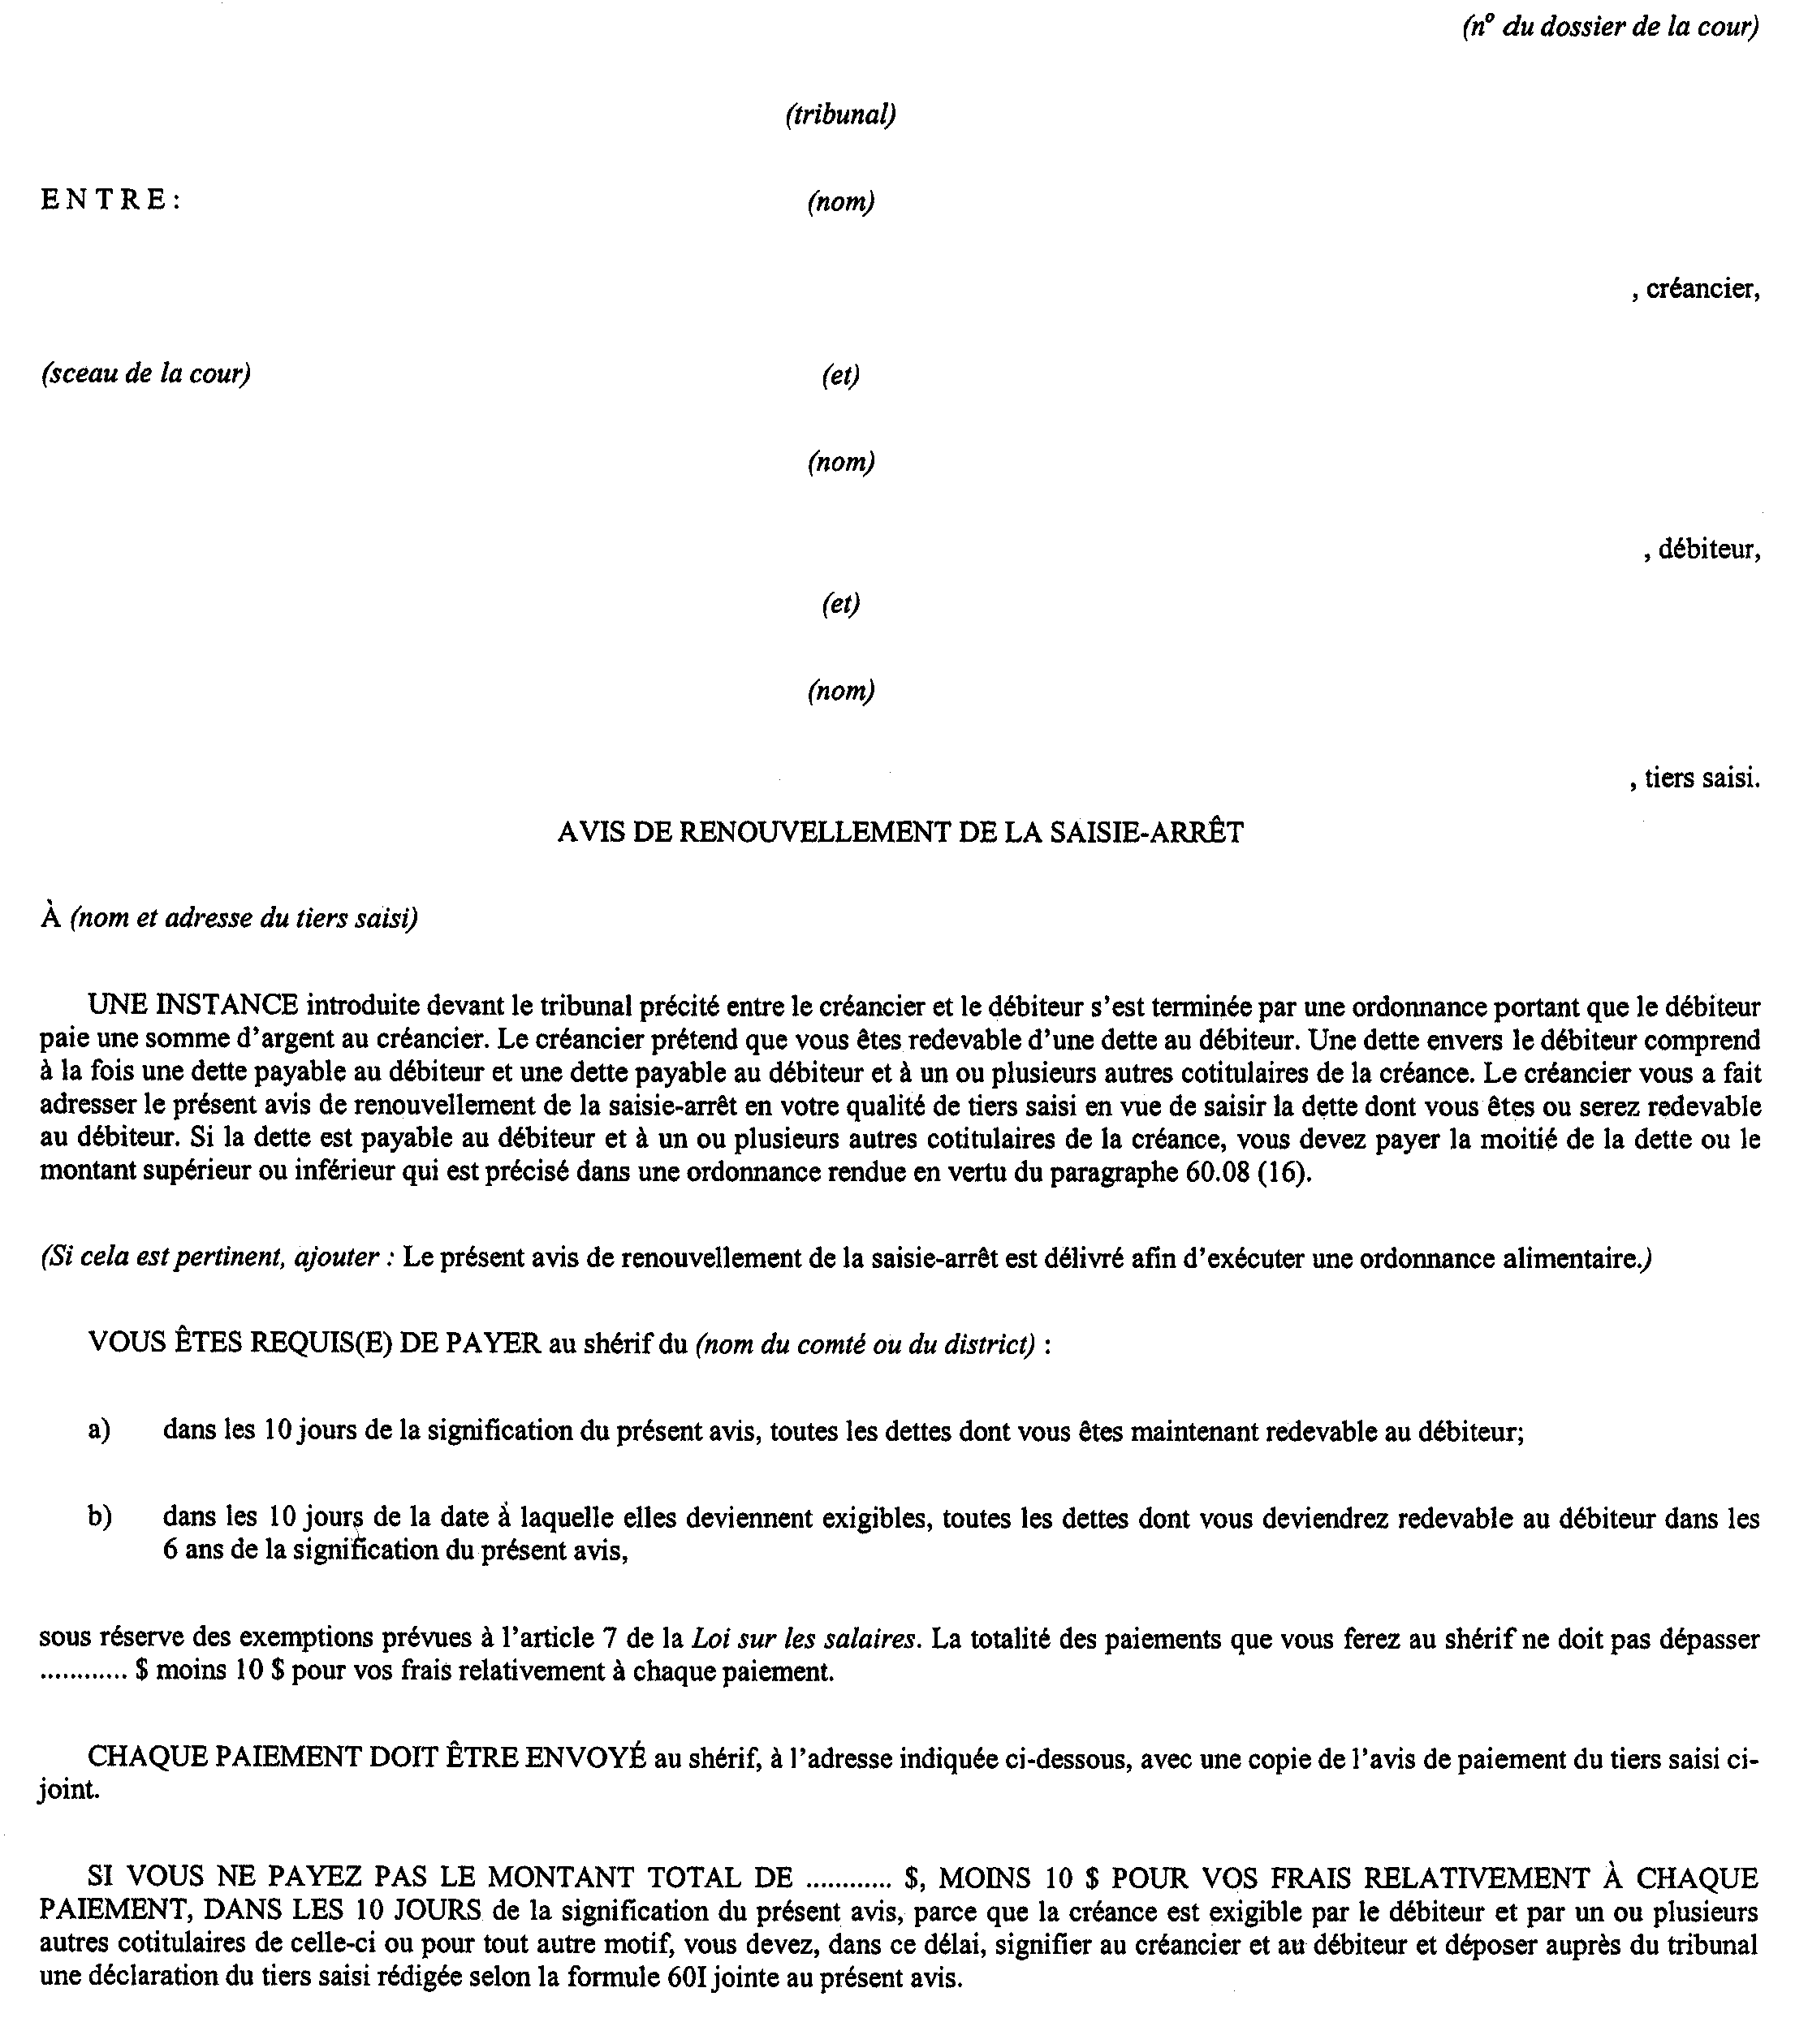 (nº du dossier de la cour)
(tribunal)
E N T R E :
(nom)
, créancier,
(sceau de la cour)
(et)
(nom)
, débiteur,
(et)
(nom)
, tiers saisi.
AVIS DE RENOUVELLEMENT DE LA SAISIE-ARRÊT
À (nom et adresse du tiers saisi)
UNE INSTANCE introduite devant le tribunal précité entre le créancier et le débiteur s’est terminée par une ordonnance portant que le débiteur
paie une somme d’argent au créancier. Le créancier prétend que vous êtes redevable d’une dette au débiteur. Une dette envers le débiteur comprend
à la fois une dette payable au débiteur et une dette payable au débiteur et à un ou plusieurs autres cotitulaires de la créance. Le créancier vous a fait
adresser le présent avis de renouvellement de la saisie-arrêt en votre qualité de tiers saisi en vue de saisir la dette dont vous êtes ou serez redevable
au débiteur. Si la dette est payable au débiteur et à un ou plusieurs autres cotitulaires de la créance, vous devez payer la moitié de la dette ou le
montant supérieur ou inférieur qui est précisé dans une ordonnance rendue en vertu du paragraphe 60.08 (16).
(Si cela est pertinent, ajouter : Le présent avis de renouvellement de la saisie-arrêt est délivré afin d’exécuter une ordonnance alimentaire.)
VOUS ÊTES REQUIS(E) DE PAYER au shérif du (nom du comté ou du district) :
a) dans les 10 jours de la signification du présent avis, toutes les dettes dont vous êtes maintenant redevable au débiteur;
b) dans les 10 jours de la date à laquelle elles deviennent exigibles, toutes les dettes dont vous deviendrez redevable au débiteur dans les
6 ans de la signification du présent avis,
sous réserve des exemptions prévues à l’article 7 de la Loi sur les salaires. La totalité des paiements que vous ferez au shérif ne doit pas dépasser
............ $ moins 10 $ pour vos frais relativement à chaque paiement.
CHAQUE PAIEMENT DOIT ÊTRE ENVOYÉ au shérif, à l’adresse indiquée ci-dessous, avec une copie de l’avis de paiement du tiers saisi ci-
joint.
SI VOUS NE PAYEZ PAS LE MONTANT TOTAL DE ............ $, MOINS 10 $ POUR VOS FRAIS RELATIVEMENT À CHAQUE
PAIEMENT, DANS LES 10 JOURS de la signification du présent avis, parce que la créance est exigible par le débiteur et par un ou plusieurs
autres cotitulaires de celle-ci ou pour tout autre motif, vous devez, dans ce délai, signifier au créancier et au débiteur et déposer auprès du tribunal
une déclaration du tiers saisi rédigée selon la formule 60I jointe au présent avis.